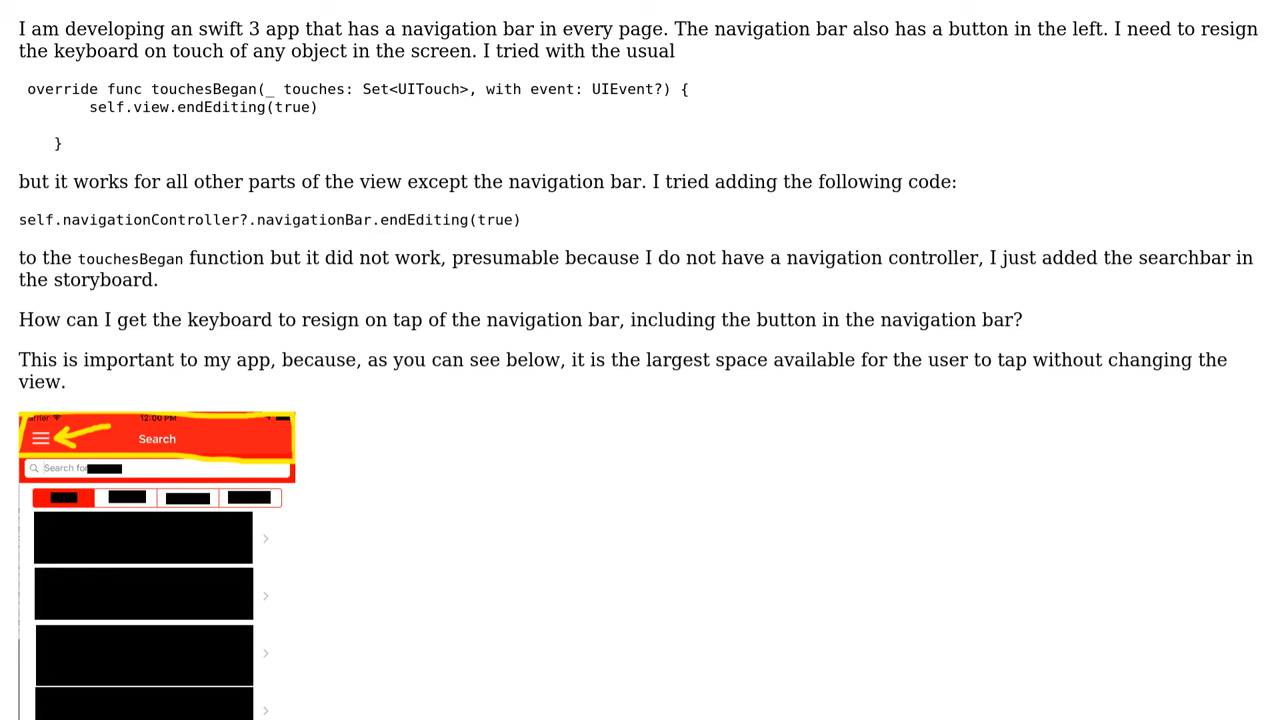 I am developing an swift 3 app that has a navigation bar in every page. The navigation bar also has a button in the left. I need to resign
the keyboard on touch of any object in the screen. I tried with the usual
override func touchesBegan(_ touches: Set<UITouch>, with event: UIEvent?) {
self.view.endEditing(true)
}
but it works for all other parts of the view except the navigation bar. I tried adding the following code:
self.navigationController?.navigationBar.endEditing(true)
to the touchesBegan function but it did not work, presumable because I do not have a navigation controller, I just added the searchbar in
the storyboard.
How can I get the keyboard to resign on tap of the navigation bar, including the button in the navigation bar?
This is important to my app, because, as you can see below, it is the largest space available for the user to tap without changing the
view.
12:00 PM
Search
Search for